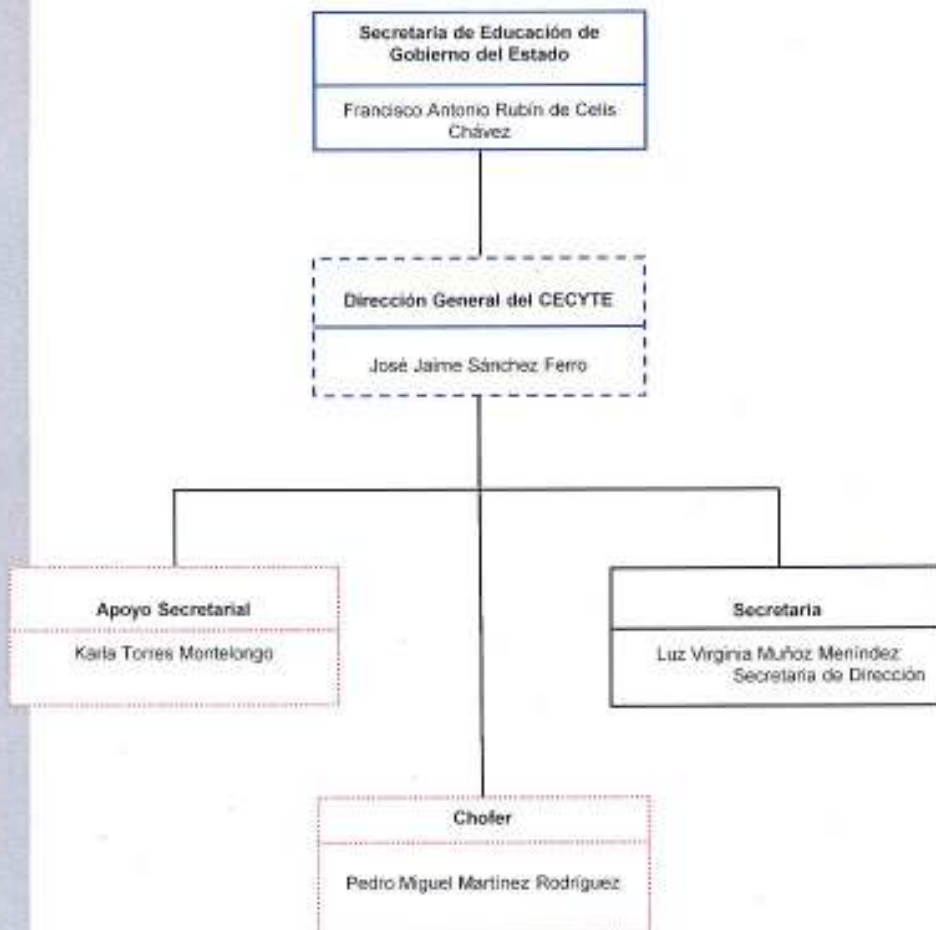 Secretaria de Educación de
Gobierno del Estado
Francisco Antonio Rubín de Celis
Chávez
Dirección General del CECYTE
José Jaime Sánchez Ferro
Apoyo Secretarial
Karla Torres Montelongo
Secretaria
Luz Virginia Muñoz Menindez
Secretaria de Dirección
Chofer
Pedro Miguel Martínez Rodríguez